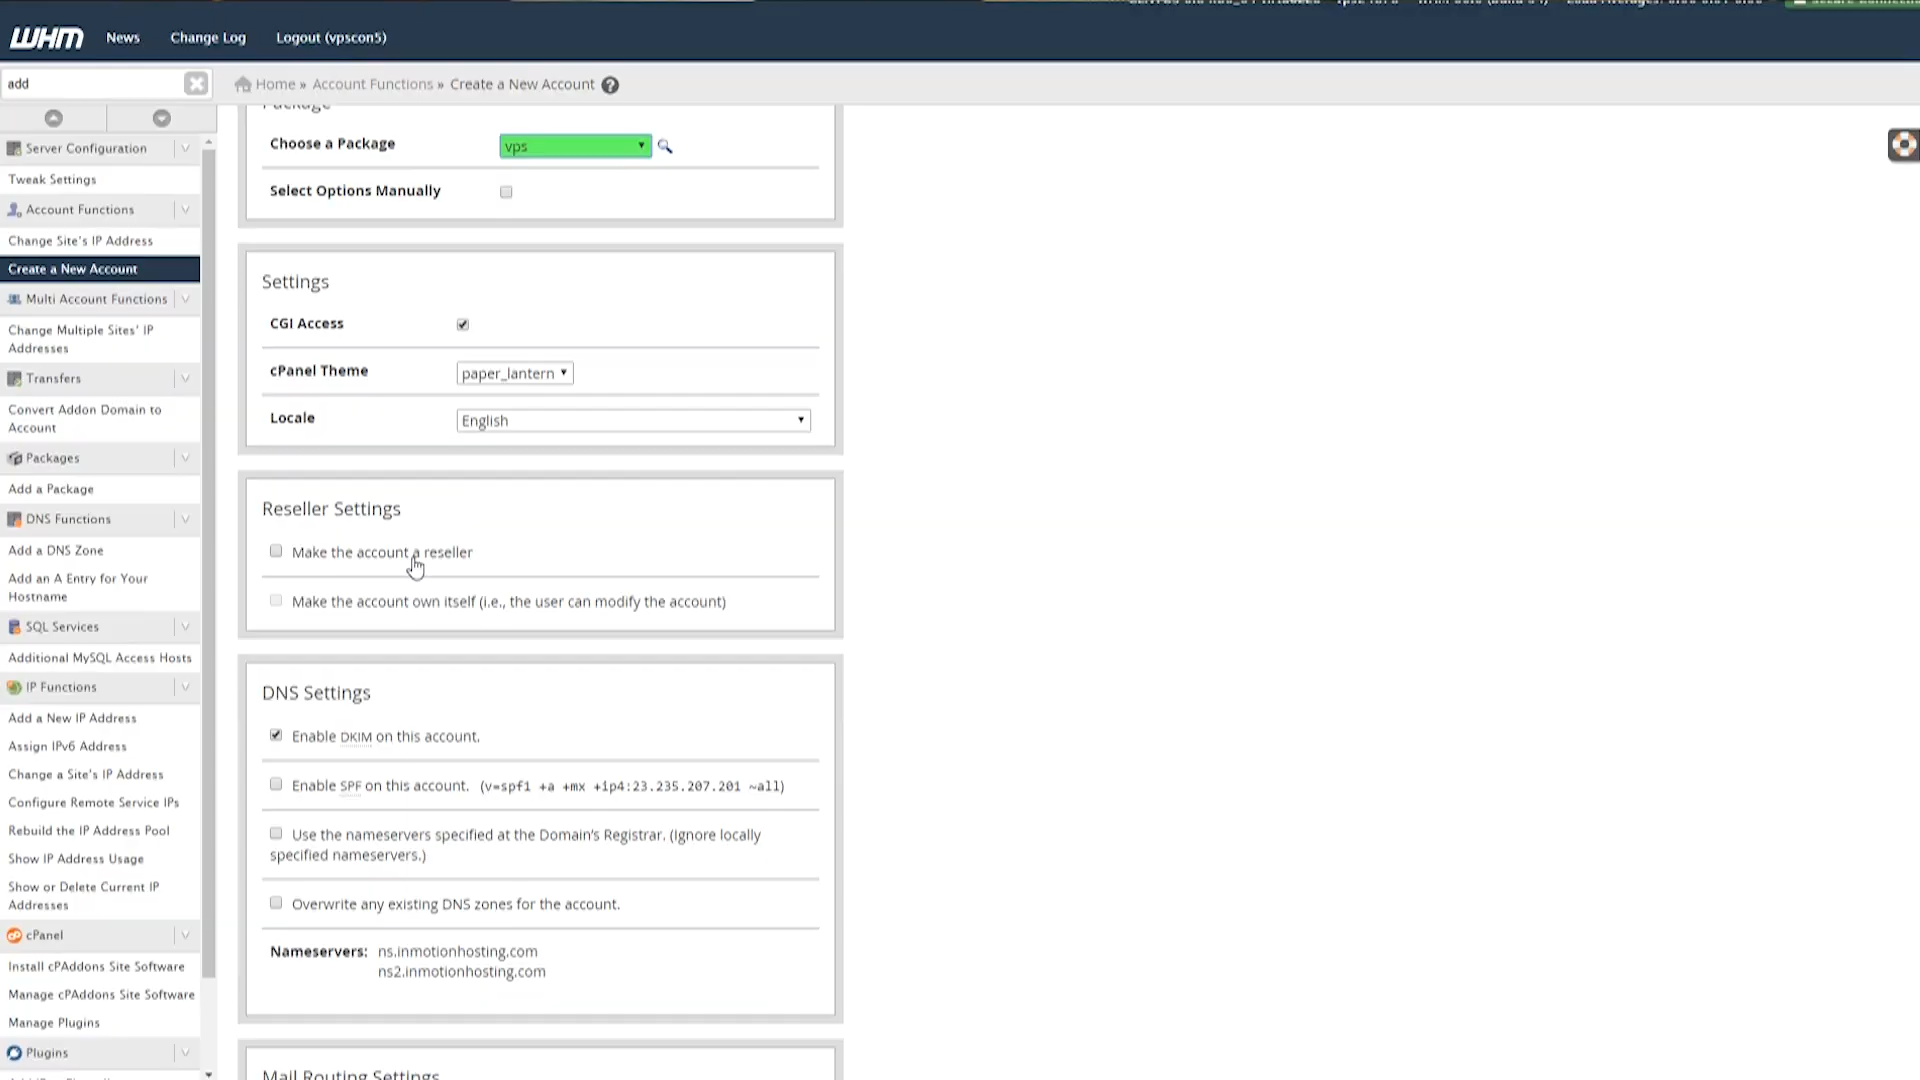 WHM
News
Change Log
Logout (vpscon5)
add
Home » Account Functions » Create a New Account
Server Configuration
Tweak Settings
Account Functions
Change Site's IP Address
Create a New Account
Multi Account Functions
Change Multiple Sites' IP
Addresses
Transfers
Convert Addon Domain to
Account
Packages
Add a Package
DNS Functions
Add a DNS Zone
Add an A Entry for Your
Hostname
SQL Services
Additional MySQL Access Hosts
IP Functions
Add a New IP Address
Assign IPv6 Address
Change a Site's IP Address
Configure Remote Service IPs
Rebuild the IP Address Pool
Show IP Address Usage
Show or Delete Current IP
Addresses
cPanel
Install cPAddons Site Software
Manage cPAddons Site Software
Manage Plugins
Plugins
Package
Choose a Package
vps
Select Options Manually
Settings
CGI Access
cPanel Theme
paper_lantern
Locale
English
Reseller Settings
Make the account a reseller
Make the account own itself (i.e., the user can modify the account)
DNS Settings
Enable DKIM on this account.
Enable SPF on this account. (v=spf1 +a +mx +ip4:23.235.207.201 ~all)
Use the nameservers specified at the Domain's Registrar. (Ignore locally
specified nameservers.)
Overwrite any existing DNS zones for the account.
Nameservers: ns.inmotionhosting.com
ns2.inmotionhosting.com
Mail Routing Settings